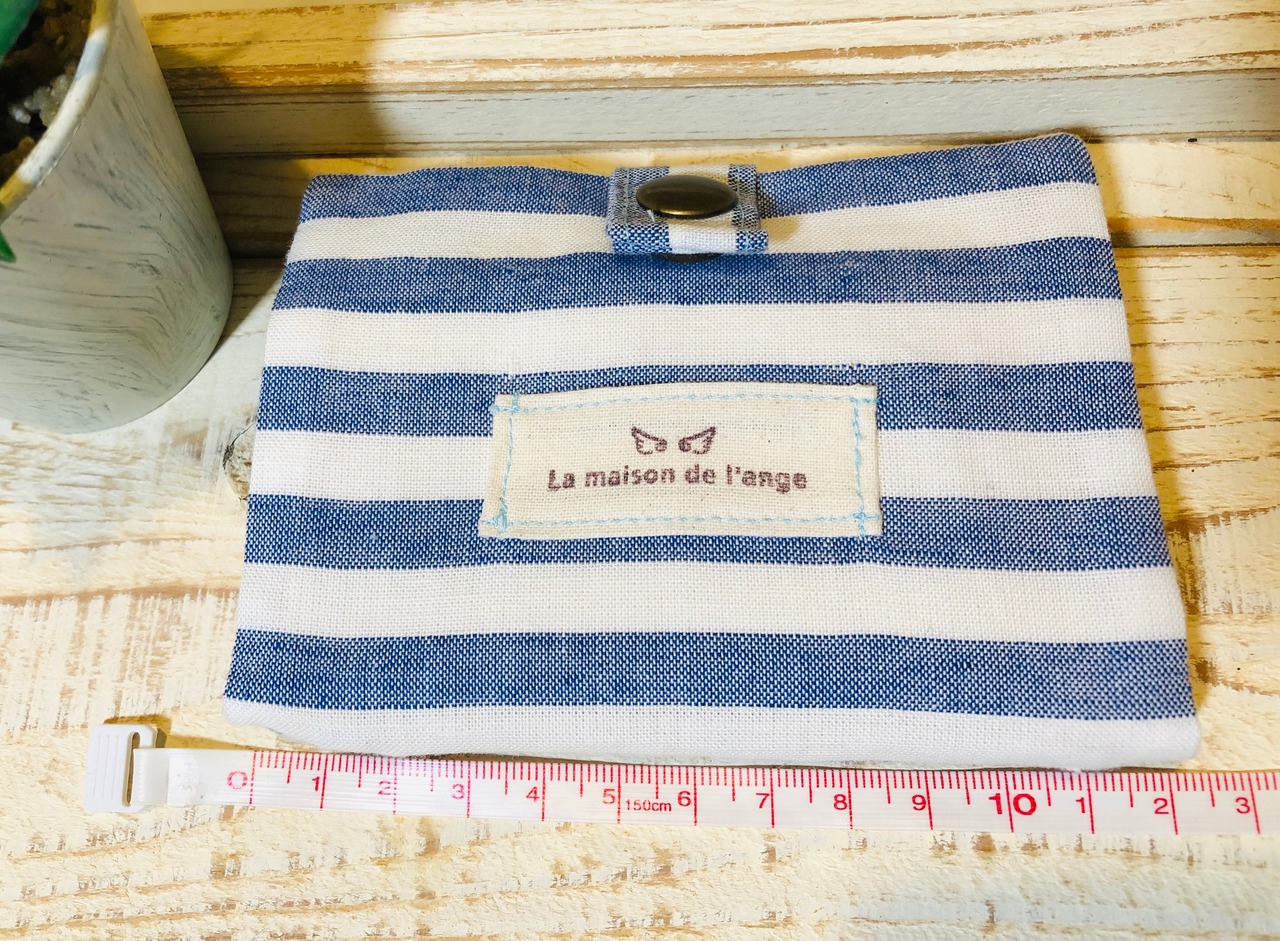 La maison de l'ange
0 1 2 3 4 5 150cm 6 7 8 9 10 1 2 3